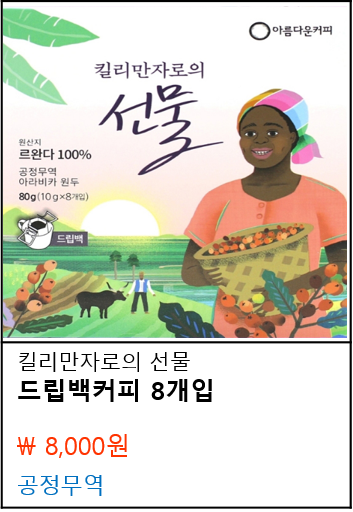 아름다운커피
킬리만자로의
선물
원산지
르완다 100%
공정무역
아라비카 원두
80g(10g×8개입)
드립백
킬리만자로의 선물
드립백커피 8개입
₩ 8,000원
공정무역